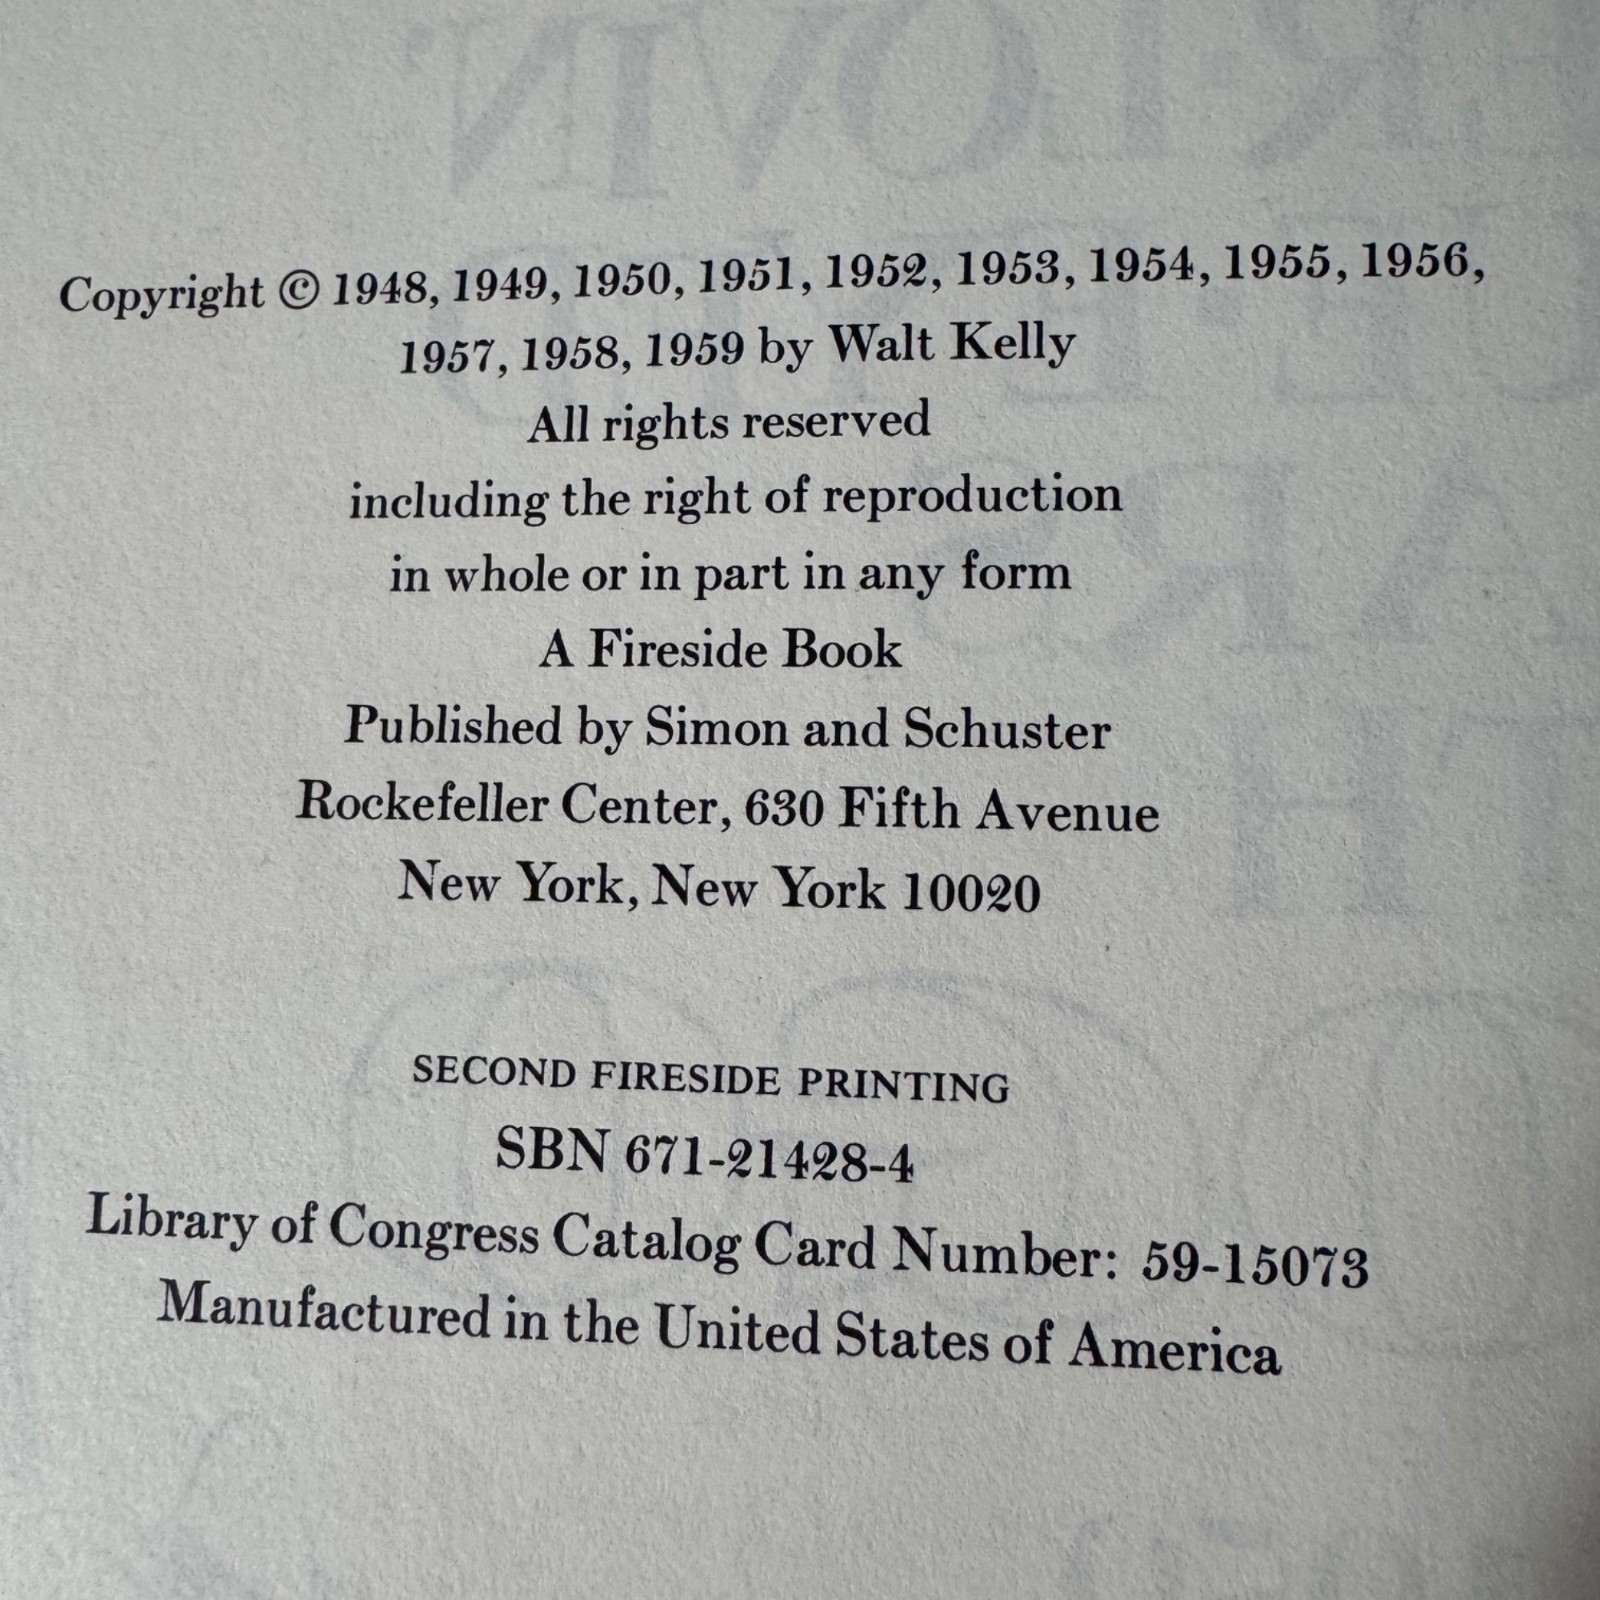 Copyright © 1948, 1949, 1950, 1951, 1952, 1953, 1954, 1955, 1956,
1957, 1958, 1959 by Walt Kelly
All rights reserved
including the right of reproduction
in whole or in part in any form
A Fireside Book
Published by Simon and Schuster
Rockefeller Center, 630 Fifth Avenue
New York, New York 10020
SECOND FIRESIDE PRINTING
SBN 671-21428-4
Library of Congress Catalog Card Number: 59-15073
Manufactured in the United States of America